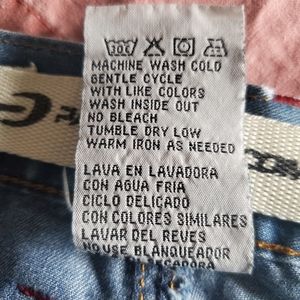 MACHINE WASH COLD
GENTLE CYCLE
WITH LIKE COLORS
WASH INSIDE OUT
NO BLEACH
TUMBLE DRY LOW
WARM IRON AS NEEDED
LAVA EN LAVADORA
CON AGUA FRIA
CICLO DELICADO
CON COLORES SIMILARES
LAVAR DEL REVES
NO USE BLANQUEADOR